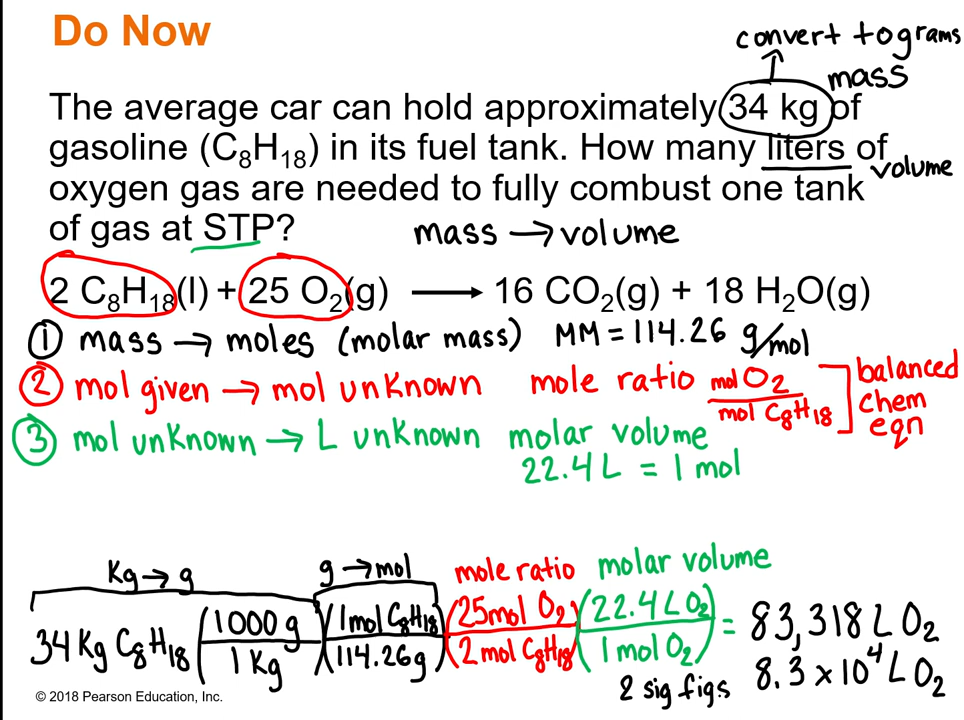 Do Now
convert to grams
mass
The average car can hold approximately 34 kg of
gasoline (C₈H₁₈) in its fuel tank. How many liters of
volume
oxygen gas are needed to fully combust one tank
of gas at STP?
mass → volume
2 C₈H₁₈(l) + 25 O₂(g) ⟶ 16 CO₂(g) + 18 H₂O(g)
① mass → moles (molar mass) MM = 114.26 g/mol
② mol given → mol unknown mole ratio mol O₂ / mol C₈H₁₈ balanced chem eqn
③ mol unknown → L unknown molar volume
22.4 L = 1 mol
Kg → g g → mol mole ratio molar volume
34 Kg C₈H₁₈ (1000 g / 1 Kg) (1 mol C₈H₁₈ / 114.26 g) (25 mol O₂ / 2 mol C₈H₁₈) (22.4 L O₂ / 1 mol O₂) = 83,318 L O₂
2 sig figs 8.3 × 10⁴ L O₂
© 2018 Pearson Education, Inc.